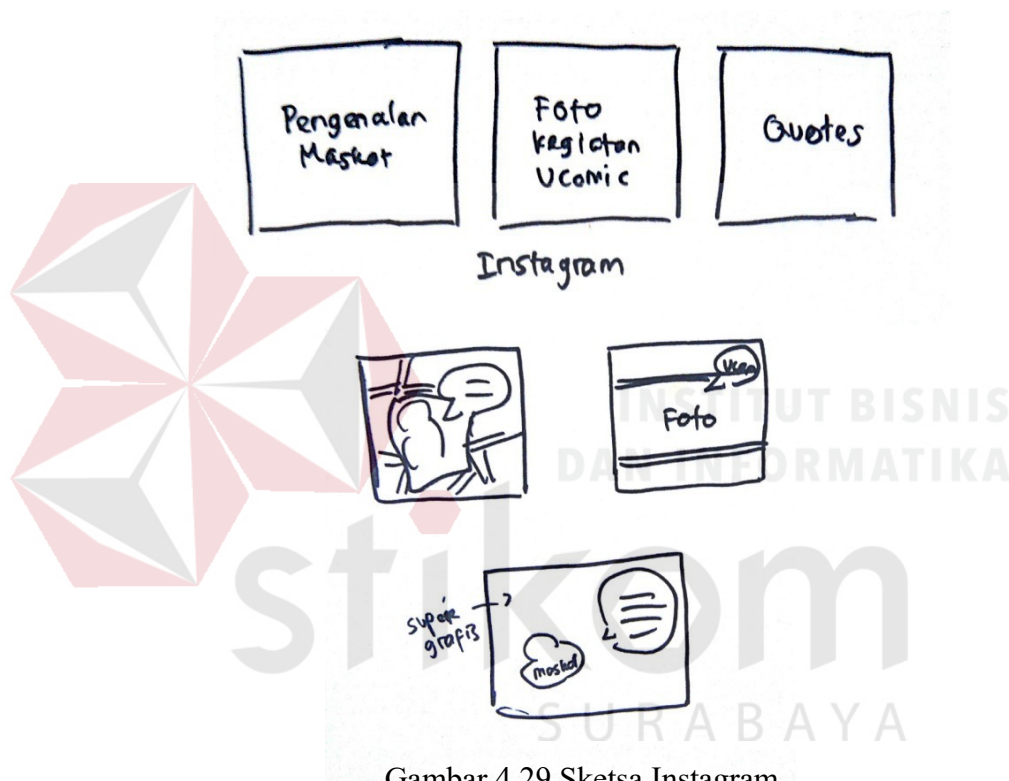 Pengenalan
Maskot
Foto
kegiatan
Ucomic
Quotes
Instagram
Foto
INSTITUT BISNIS
DAN INFORMATIKA
super
grafis
maskot
stikom
SURABAYA
Gambar 4.29 Sketsa Instagram